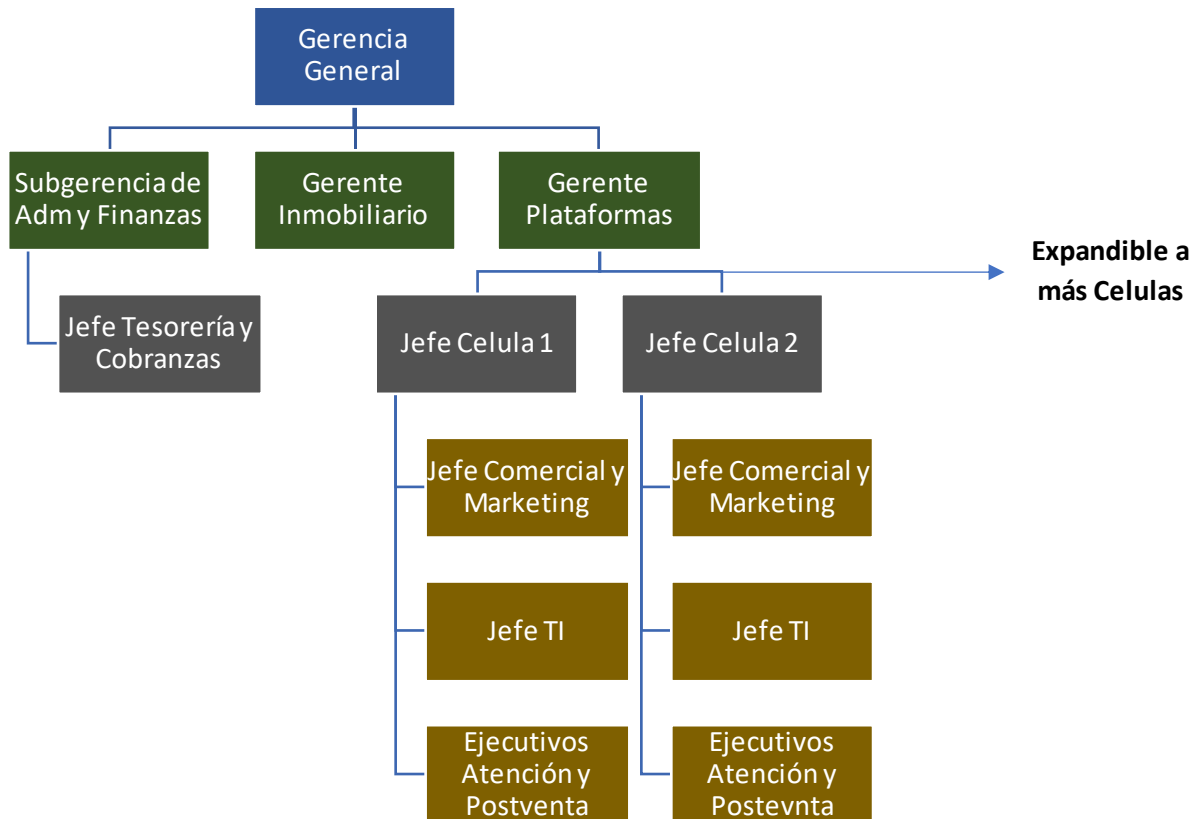 Gerencia
General
Subgerencia de
Adm y Finanzas
Gerente
Inmobiliario
Gerente
Plataformas
Expandible a
más Celulas
Jefe Tesorería y
Cobranzas
Jefe Celula 1
Jefe Celula 2
Jefe Comercial y
Marketing
Jefe Comercial y
Marketing
Jefe TI
Jefe TI
Ejecutivos
Atención y
Postventa
Ejecutivos
Atención y
Postevnta